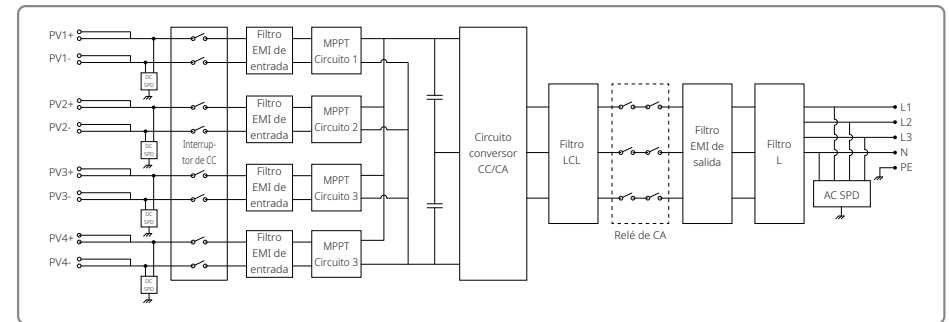 PV1+
PV1-
DC
SPD
Filtro
EMI de
entrada
MPPT
Circuito 1
PV2+
PV2-
DC
SPD
Filtro
EMI de
entrada
MPPT
Circuito 2
Interrup-
tor de CC
PV3+
PV3-
DC
SPD
Filtro
EMI de
entrada
MPPT
Circuito 3
PV4+
PV4-
DC
SPD
Filtro
EMI de
entrada
MPPT
Circuito 3
Circuito
conversor
CC/CA
Filtro
LCL
Relé de CA
Filtro
EMI de
salida
Filtro
L
L1
L2
L3
N
PE
AC SPD